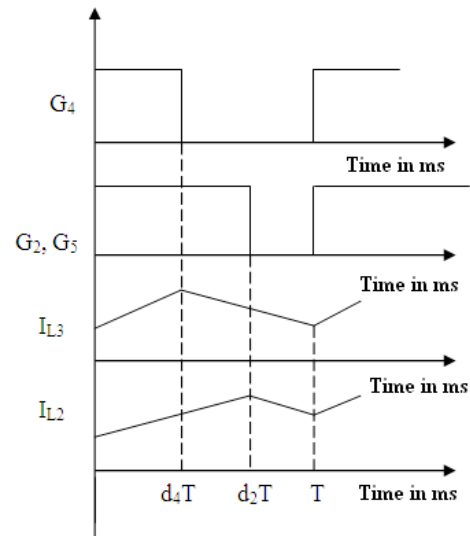 G4
Time in ms
G2, G5
Time in ms
IL3
Time in ms
IL2
d4T d2T T Time in ms